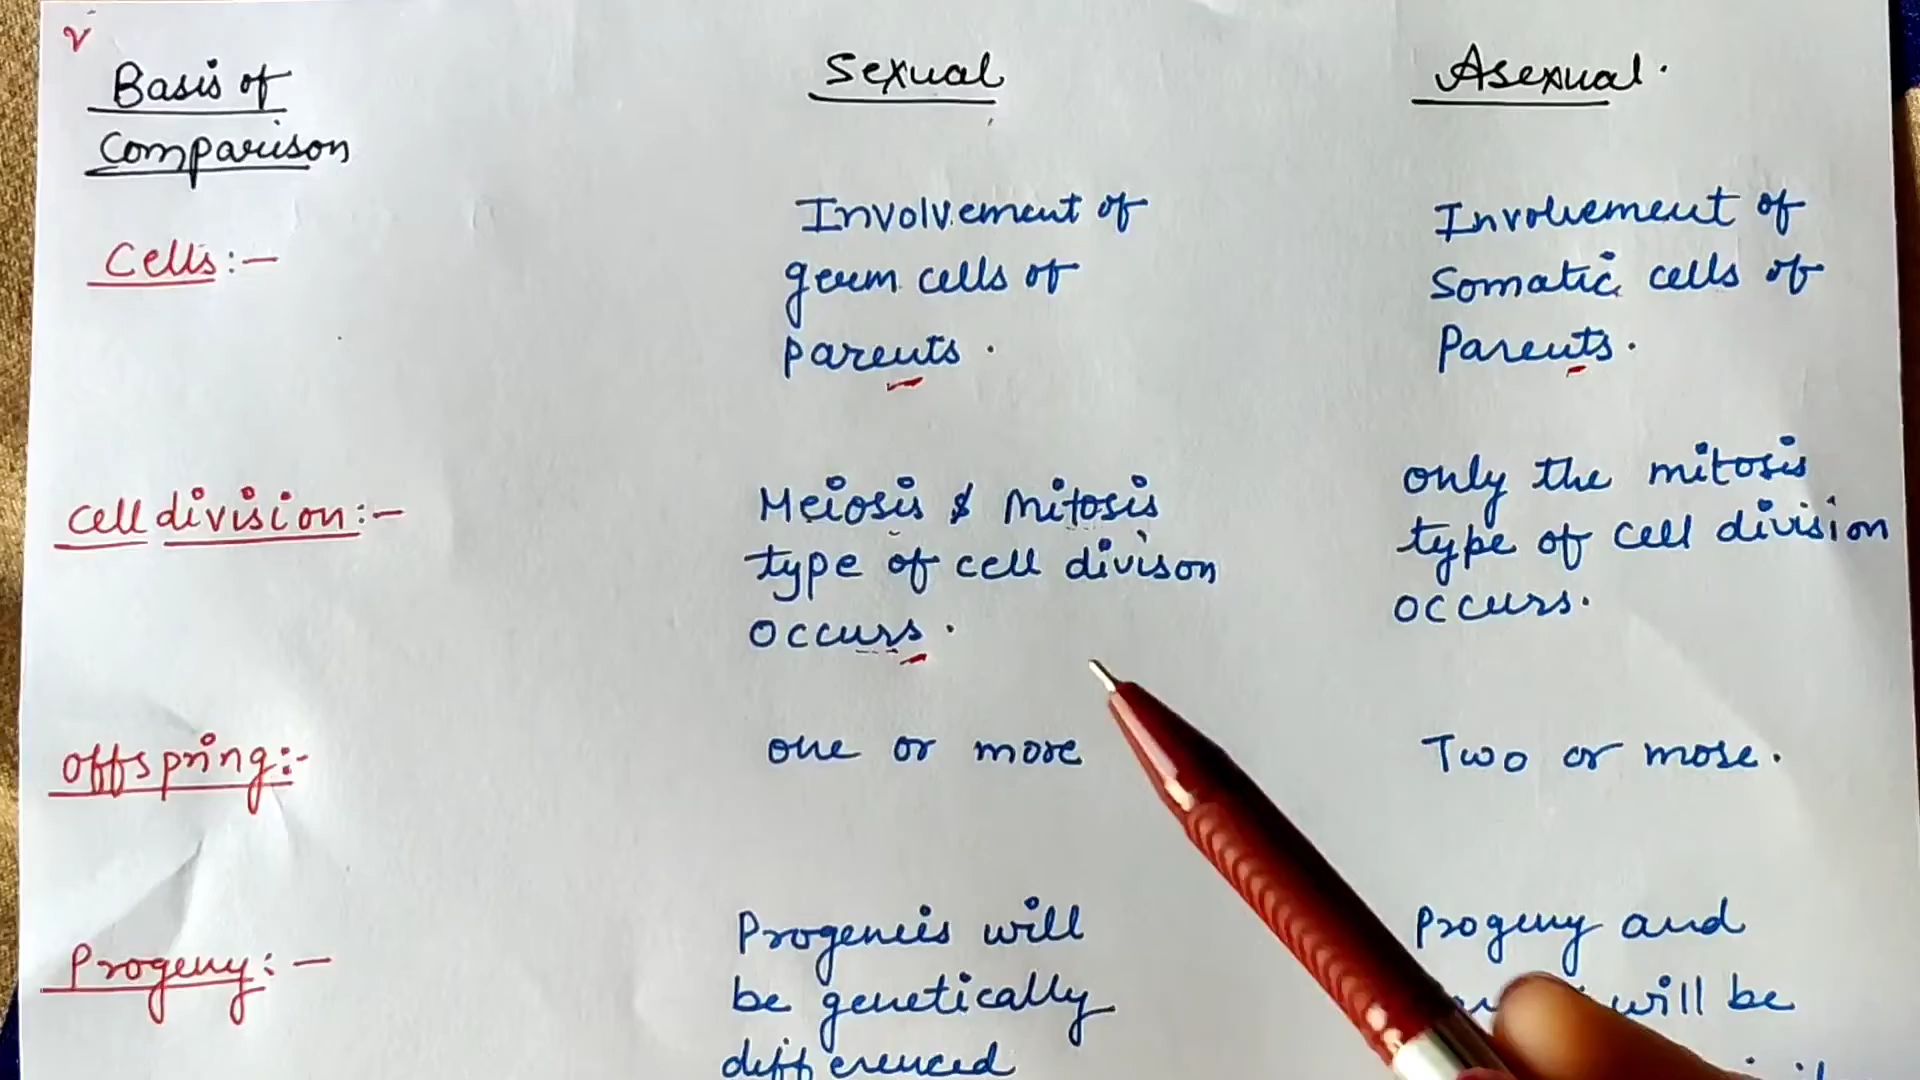 Basis of
Comparison
Sexual
Asexual.
Cells:-
Involvement of
germ cells of
parents.
Involvement of
Somatic cells of
Parents.
Cell division:-
Meiosis & Mitosis
type of cell divison
occurs.
only the mitosis
type of cell division
occurs.
offspring:-
one or more
Two or more.
Progeny:-
Progeneis will
be genetically
differenced
Progeny and
will be